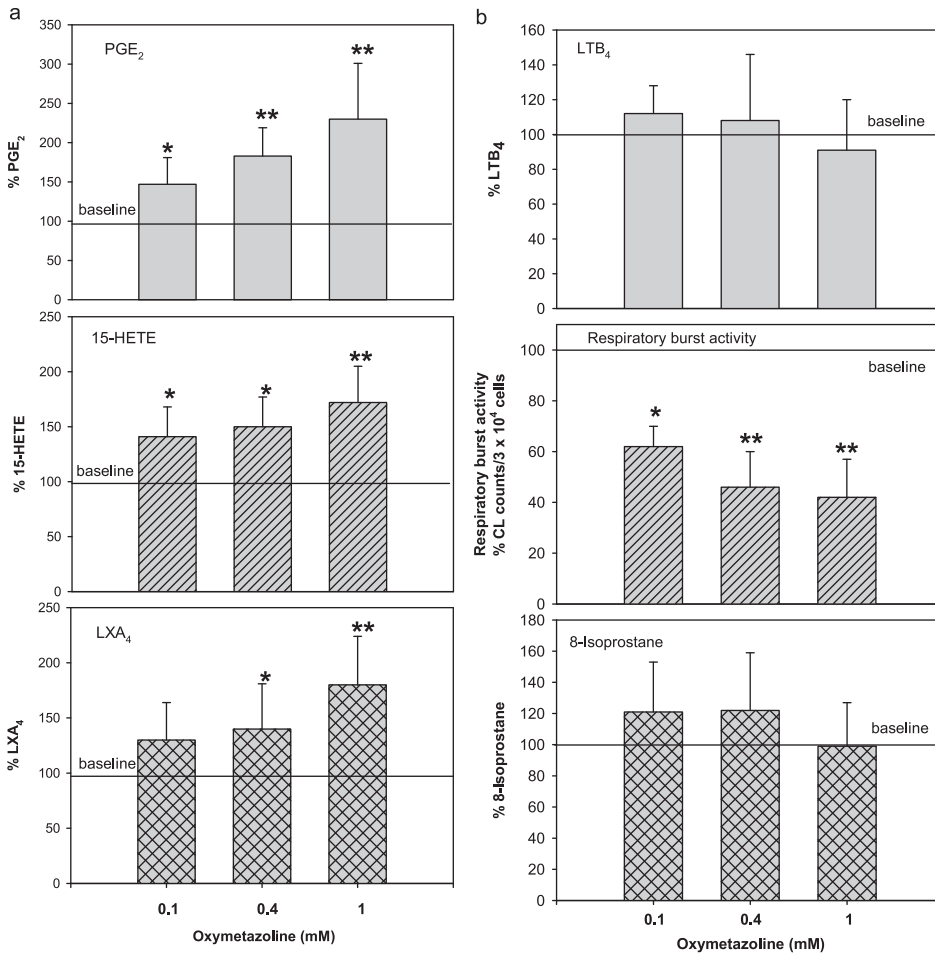 a
PGE2
% PGE2
350
300
250
200
150
100
50
0
baseline
*
**
**
15-HETE
% 15-HETE
250
200
150
100
50
0
baseline
*
*
**
LXA4
% LXA4
250
200
150
100
50
0
baseline
*
**
0.1
0.4
1
Oxymetazoline (mM)
b
LTB4
% LTB4
160
140
120
100
80
60
40
20
0
baseline
Respiratory burst activity
Respiratory burst activity
% CL counts/3 x 10^4 cells
100
80
60
40
20
0
baseline
*
**
**
8-Isoprostane
% 8-Isoprostane
180
160
140
120
100
80
60
40
20
0
baseline
0.1
0.4
1
Oxymetazoline (mM)